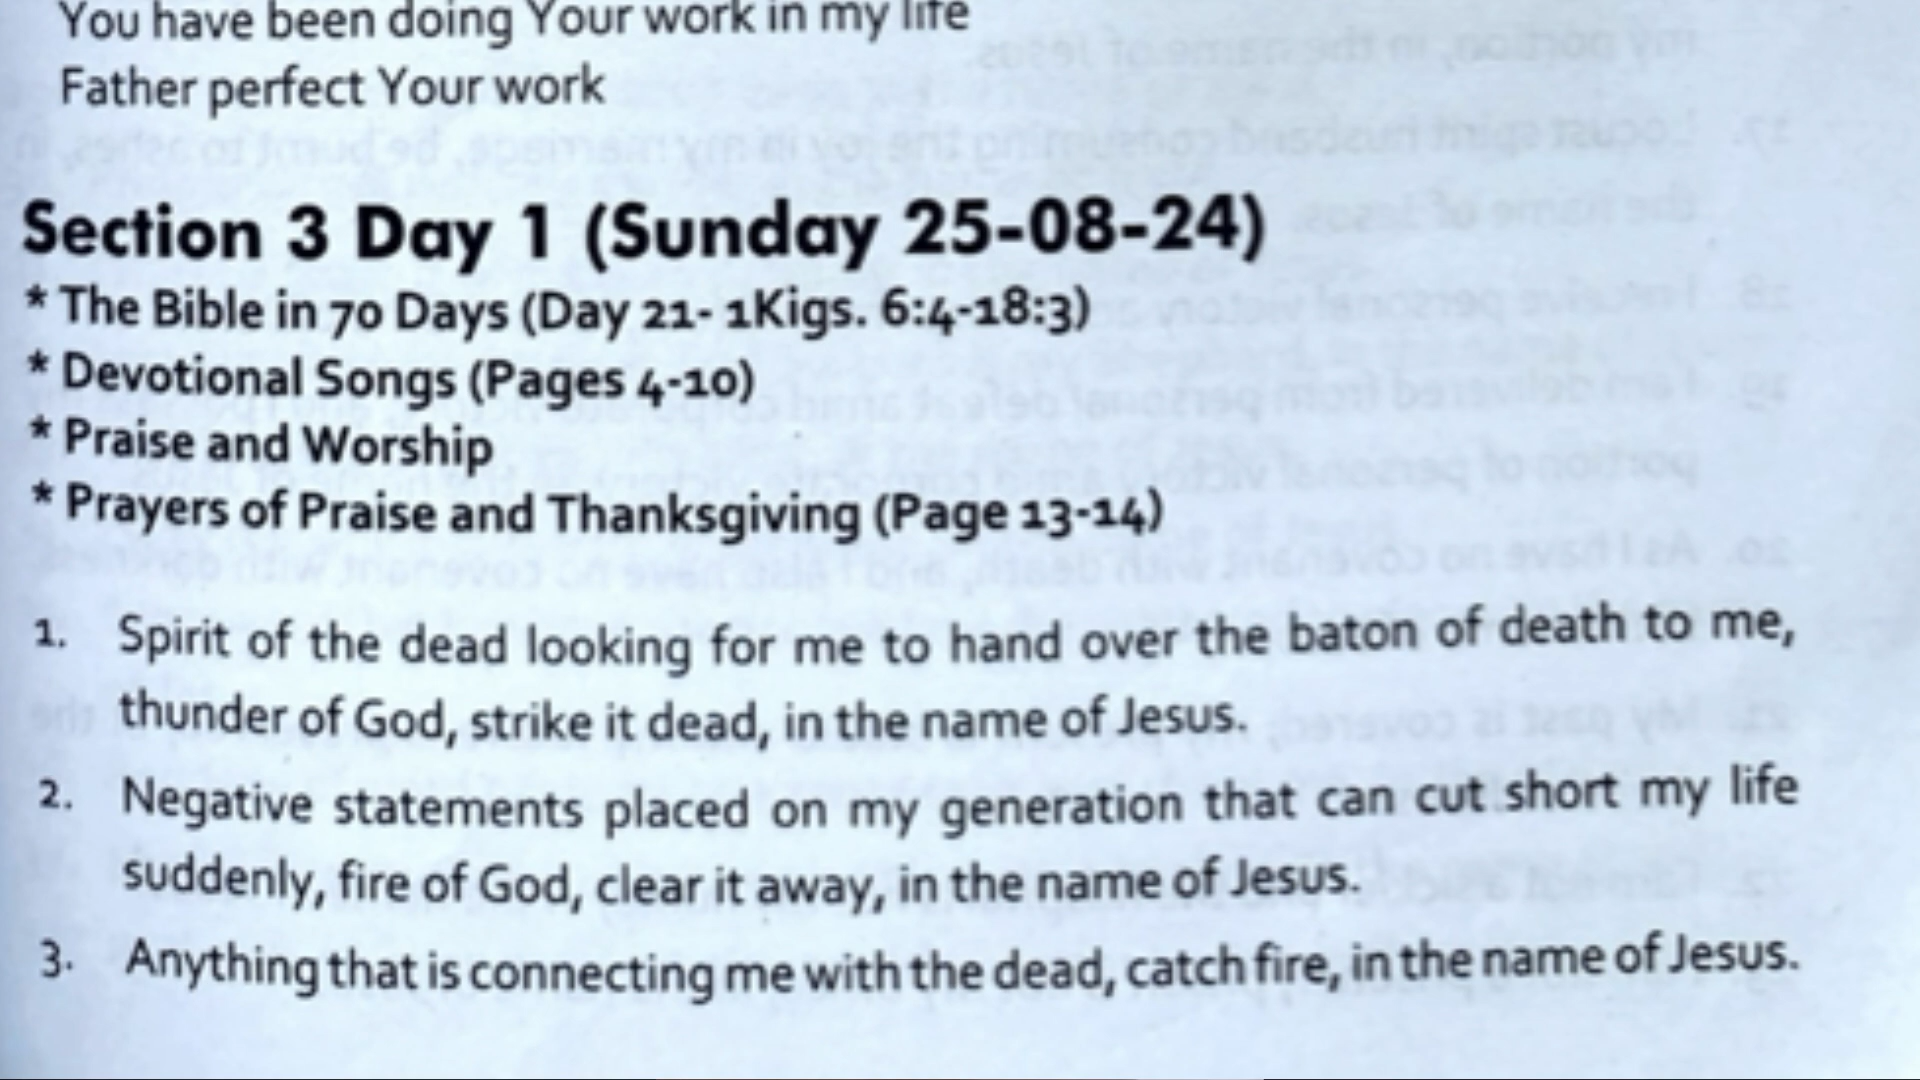 You have been doing Your work in my life
Father perfect Your work
Section 3 Day 1 (Sunday 25-08-24)
* The Bible in 70 Days (Day 21- 1Kigs. 6:4-18:3)
* Devotional Songs (Pages 4-10)
* Praise and Worship
* Prayers of Praise and Thanksgiving (Page 13-14)
1. Spirit of the dead looking for me to hand over the baton of death to me,
thunder of God, strike it dead, in the name of Jesus.
2. Negative statements placed on my generation that can cut short my life
suddenly, fire of God, clear it away, in the name of Jesus.
3. Anything that is connecting me with the dead, catch fire, in the name of Jesus.